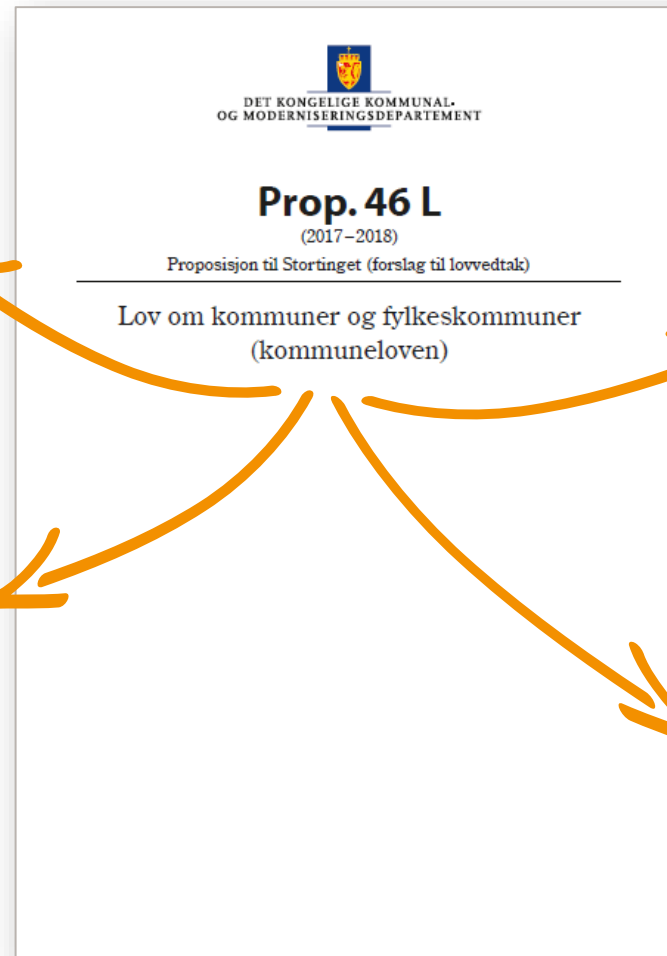 DET KONGELIGE KOMMUNAL-
OG MODERNISERINGSDEPARTEMENT
Prop. 46 L
(2017–2018)
Proposisjon til Stortinget (forslag til lovvedtak)
Lov om kommuner og fylkeskommuner
(kommuneloven)